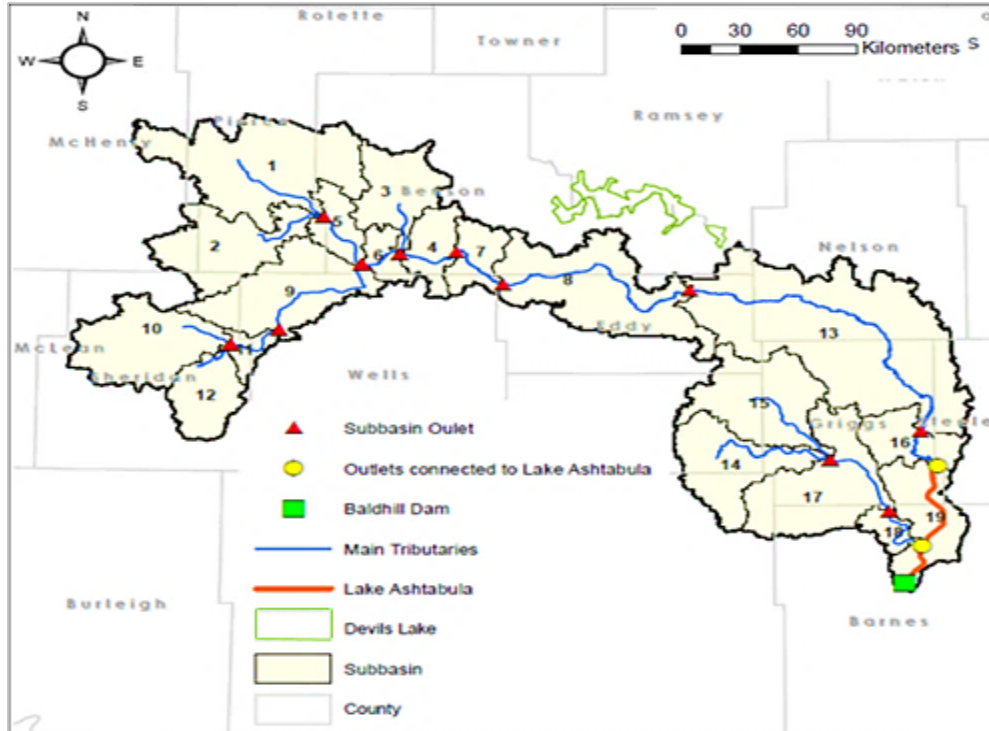 Rolette
N
Towner
0 30 60 90
Kilometers S
W E
S
Ramsey
McHenry
Pierce
1
3
Benson
2
5
6
4
7
Nelson
8
9
10
11
Eddy
13
McLean
Sheridan
Wells
12
15
Griggs
16
Steele
14
17
19
18
Subbasin Oulet
Outlets connected to Lake Ashtabula
Baldhill Dam
Main Tributaries
Lake Ashtabula
Burleigh
Barnes
Devils Lake
Subbasin
County